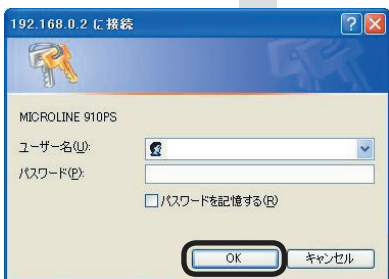 192.168.0.2 に接続
MICROLINE 910PS
ユーザー名(U):
パスワード(P):
パスワードを記憶する(R)
OK
キャンセル